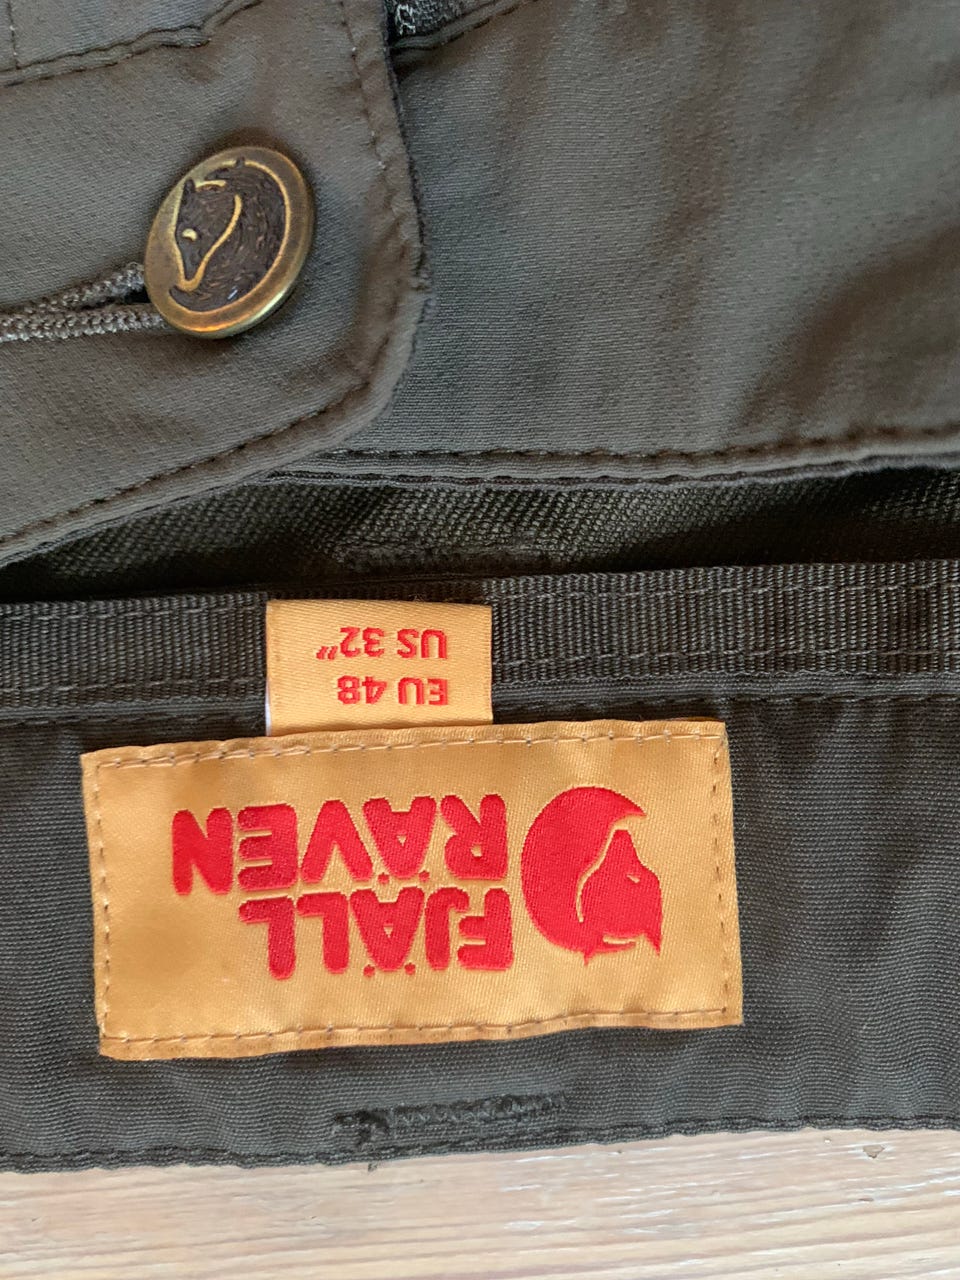 FJÄLL
RÄVEN
EU 48
US 32"